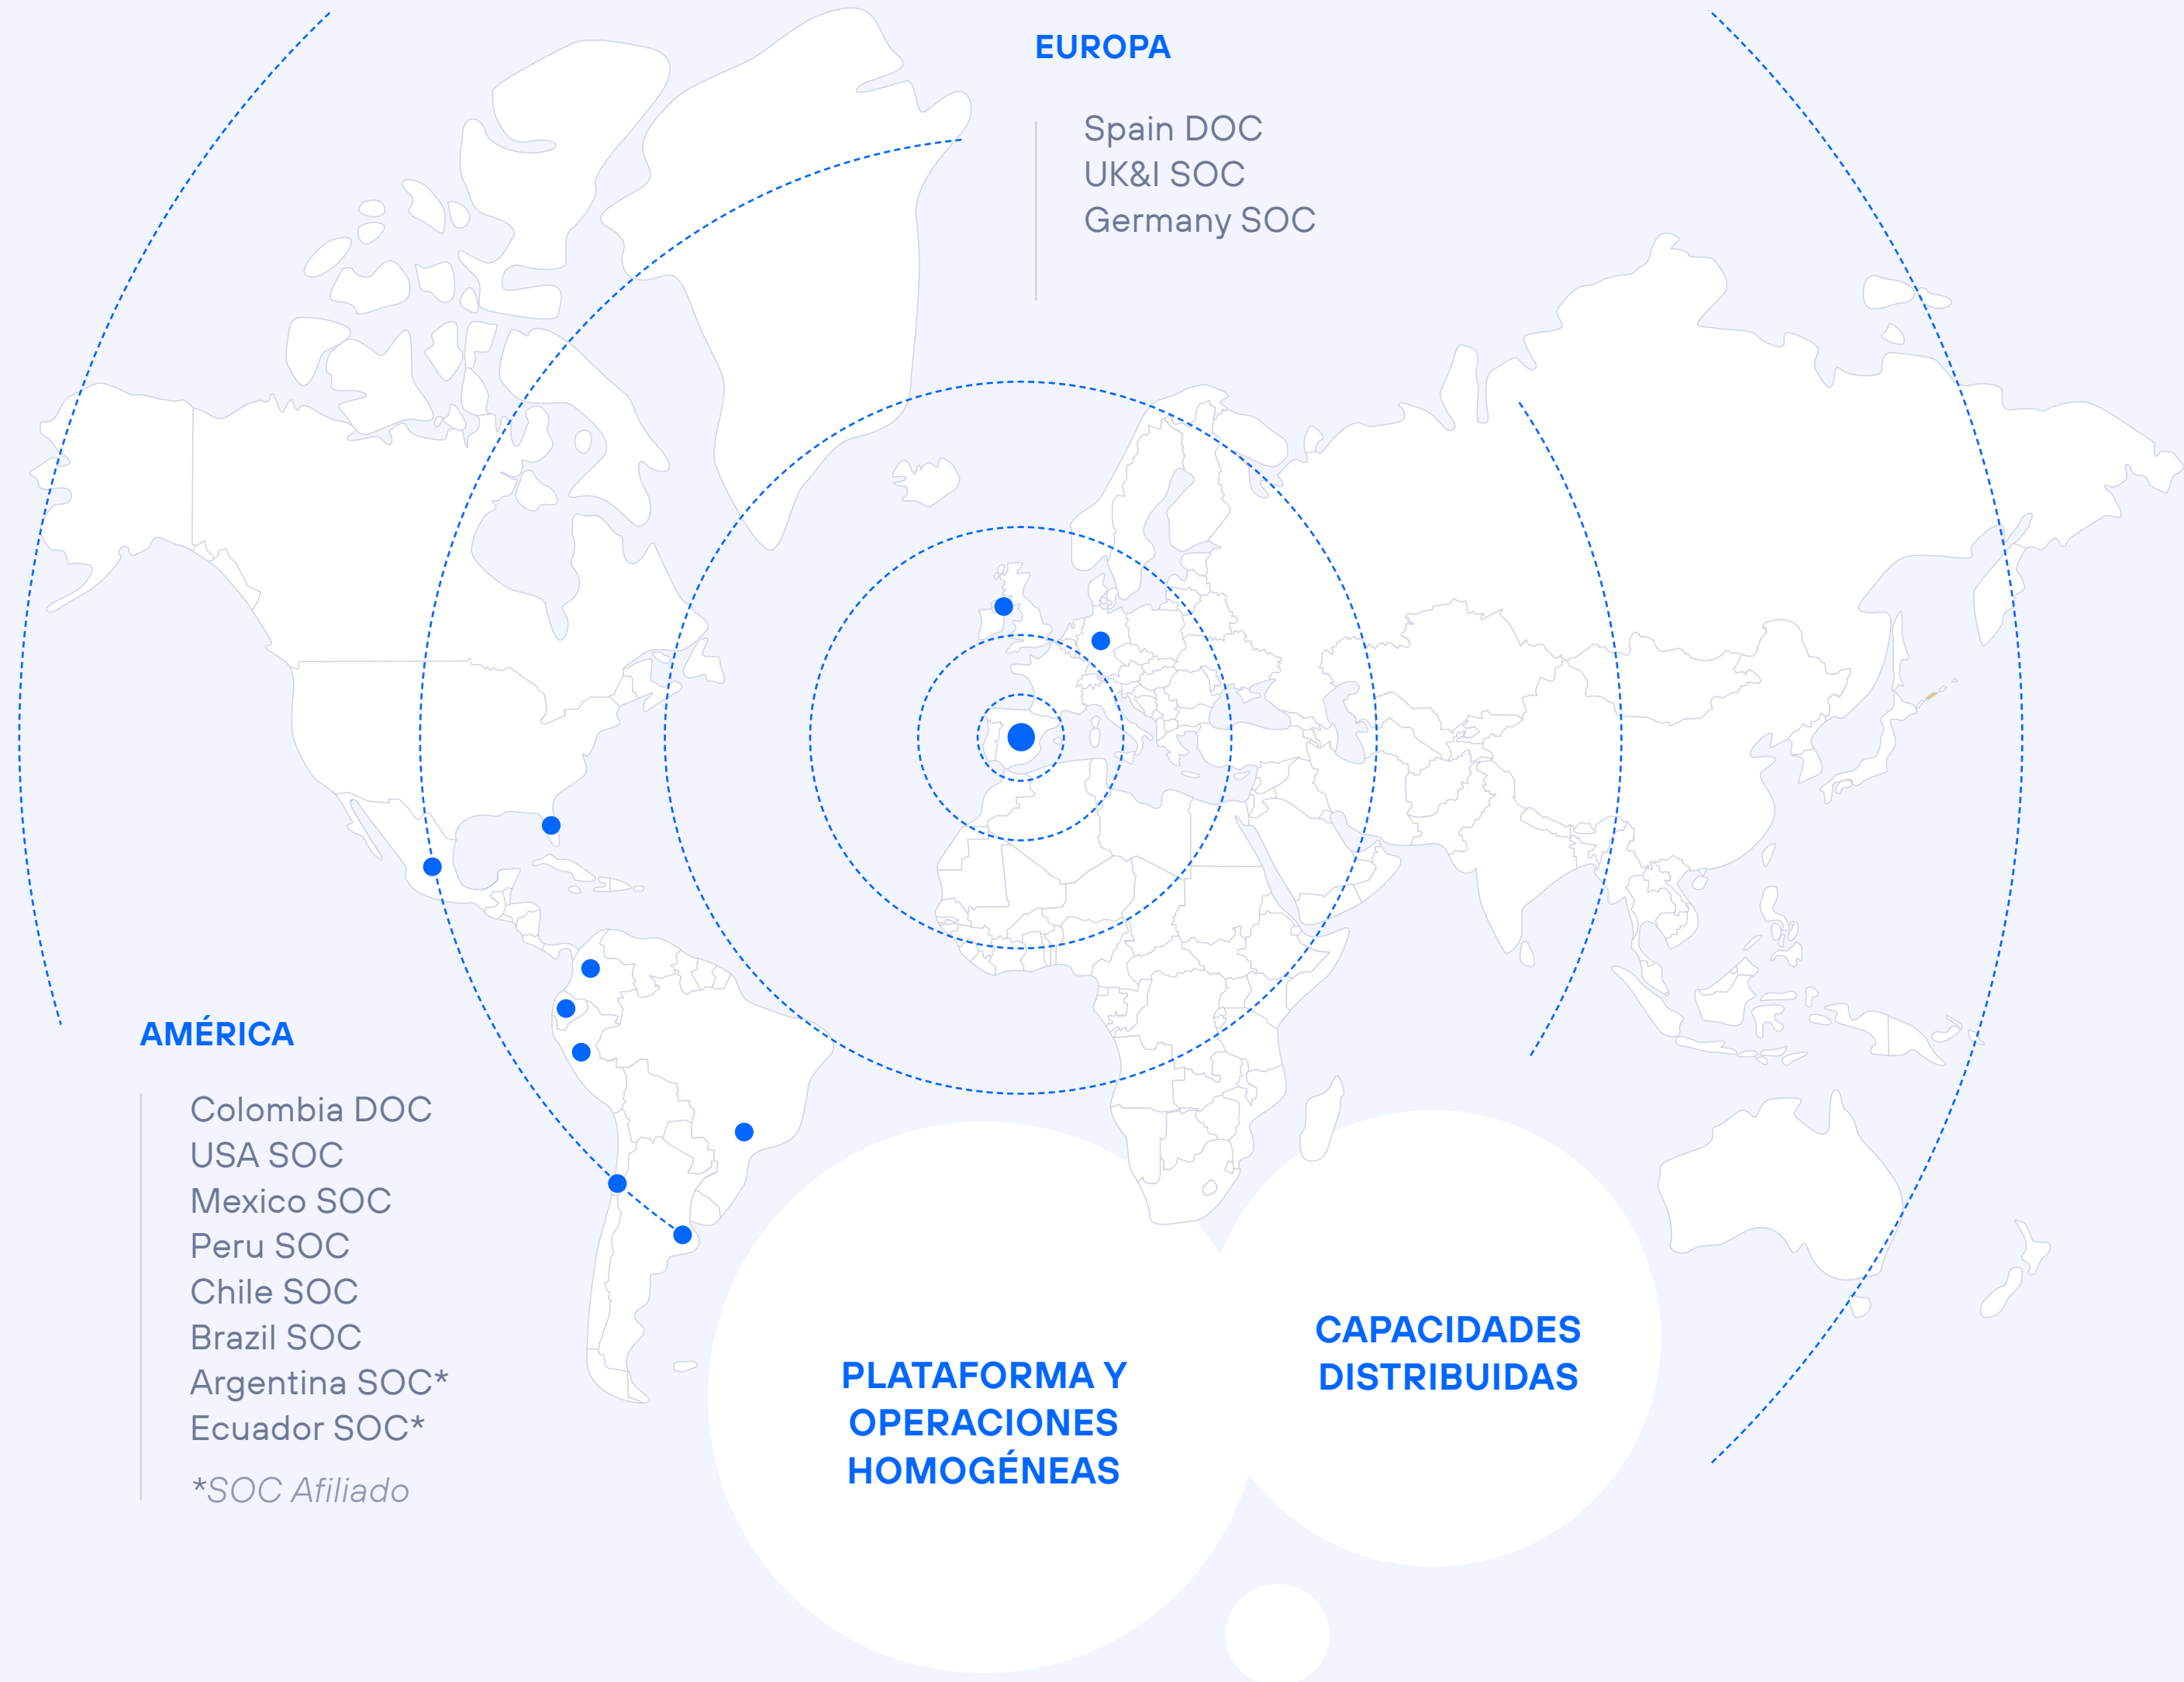 EUROPA
Spain DOC
UK&I SOC
Germany SOC
AMÉRICA
Colombia DOC
USA SOC
Mexico SOC
Peru SOC
Chile SOC
Brazil SOC
Argentina SOC*
Ecuador SOC*
*SOC Afiliado
PLATAFORMA Y
OPERACIONES
HOMOGÉNEAS
CAPACIDADES
DISTRIBUIDAS